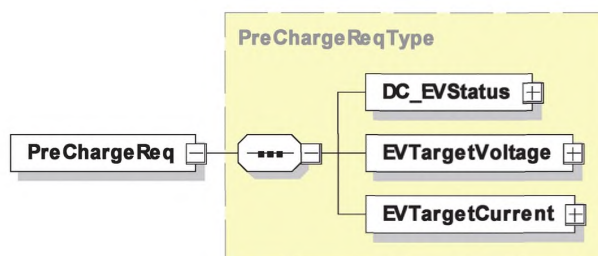 PreChargeReqType
DC_EVStatus
PreChargeReq
EVTargetVoltage
EVTargetCurrent